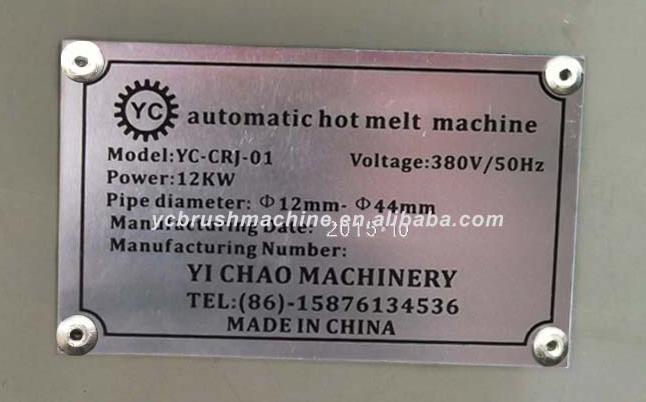 YC automatic hot melt machine
Model:YC-CRJ-01 Voltage:380V/50Hz
Power:12KW
Pipe diameter: Φ12mm- Φ44mm
ycbrushmachine.en.alibaba.com
Manufacturing Date: 2015.10
Manufacturing Number:
YI CHAO MACHINERY
TEL:(86)-15876134536
MADE IN CHINA